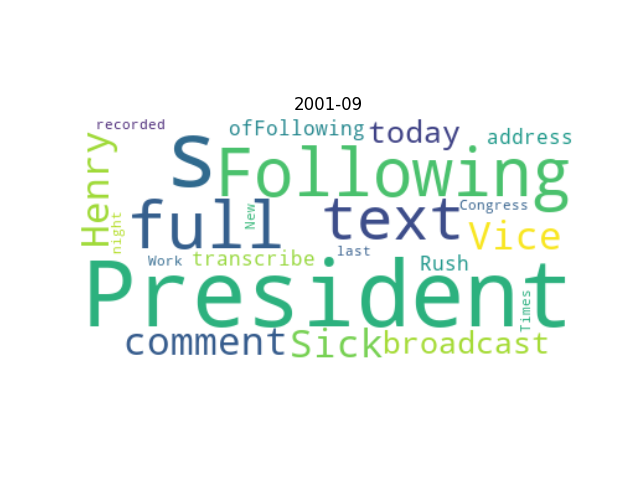 2001-09
recorded
ofFollowing
today
address
Henry
s
Following
night
full
New
text
Congress
Vice
Work
transcribe
last
Rush
President
Times
comment
Sick
broadcast